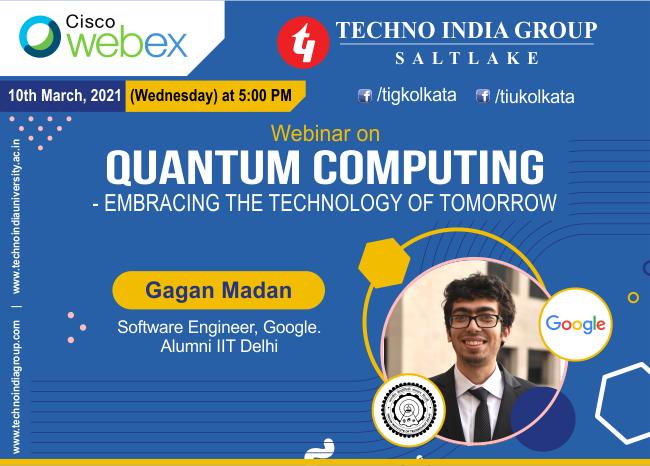 Cisco
webex
TECHNO INDIA GROUP
SALTLAKE
10th March, 2021 (Wednesday) at 5:00 PM
/tigkolkata /tiukolkata
Webinar on
QUANTUM COMPUTING
- EMBRACING THE TECHNOLOGY OF TOMORROW
Gagan Madan
Software Engineer, Google.
Alumni IIT Delhi
Google
www.technoindiagroup.com | www.technoindiauniversity.ac.in